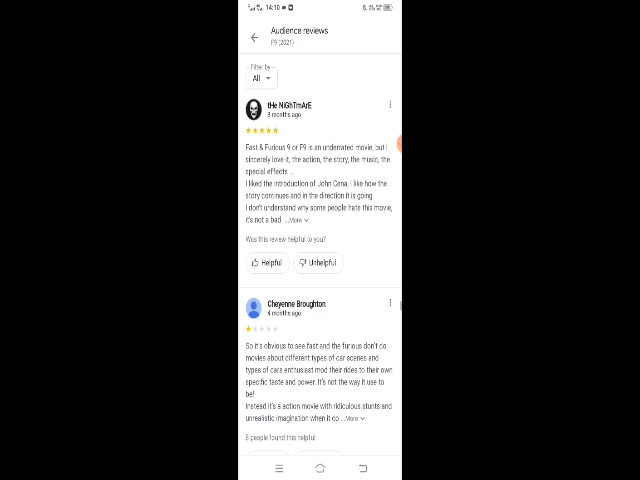 14:10
Audience reviews
F9 (2021)
Filter by
All
tHe NiGhTmArE
3 months ago
Fast & Furious 9 or F9 is an underrated movie, but I
sincerely love it, the action, the story, the music, the
special effects ...
I liked the introduction of John Cena, I like how the
story continues and in the direction it is going
I don't understand why some people hate this movie,
it's not a bad ...More
Was this review helpful to you?
Helpful
Unhelpful
Cheyenne Broughton
4 months ago
So it's obvious to see fast and the furious don't do
movies about different types of car scenes and
types of cars enthusiast mod their rides to their own
specific taste and power. It's not the way it use to
be!
Instead it's a action movie with ridiculous stunts and
unrealistic imagination when it co ...More
people found this helpful